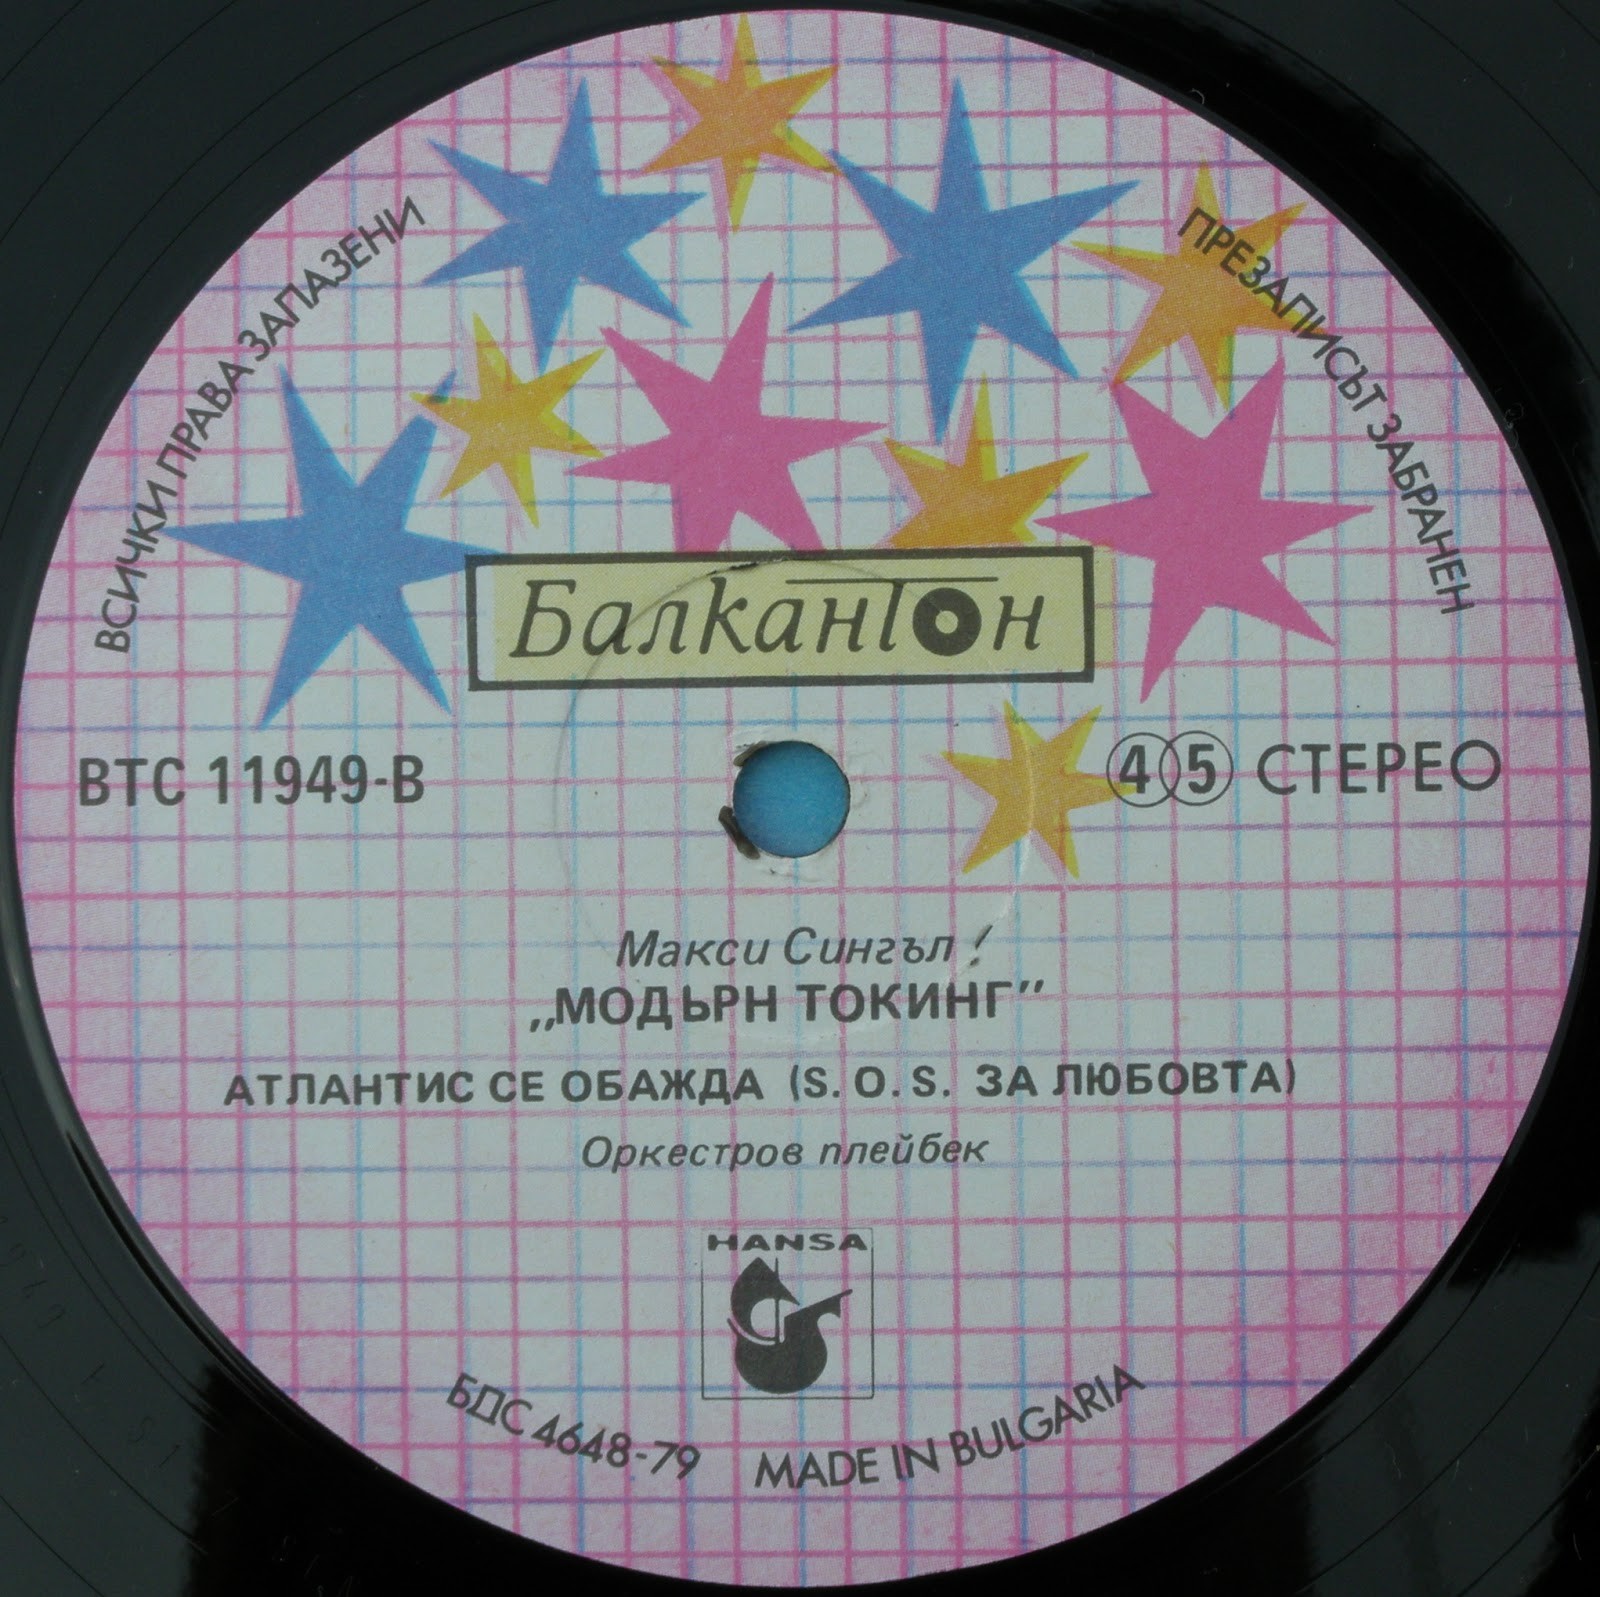 ВСИЧКИ ПРАВА ЗАПАЗЕНИ
ПРЕЗАПИСЪТ ЗАБРАНЕН
Балкантон
ВТС 11949-В
45 СТЕРЕО
Макси Сингъл!
„МОДЪРН ТОКИНГ”
АТЛАНТИС СЕ ОБАЖДА (S. O. S. ЗА ЛЮБОВТА)
Оркестров плейбек
HANSA
БДС 4648-79
MADE IN BULGARIA